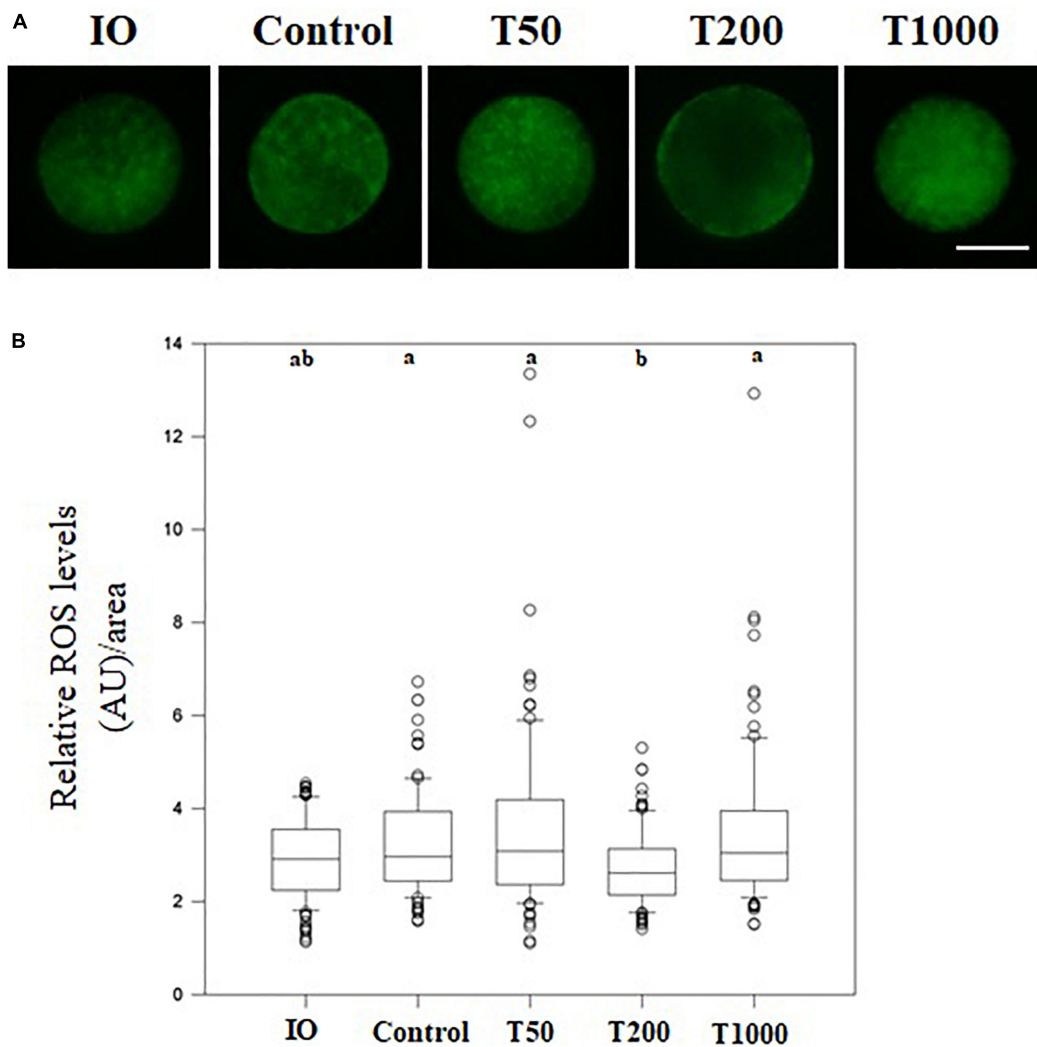 A
IO Control T50 T200 T1000
B
14
ab a a b a
12
10
8
6
4
2
0
Relative ROS levels
(AU)/area
IO Control T50 T200 T1000